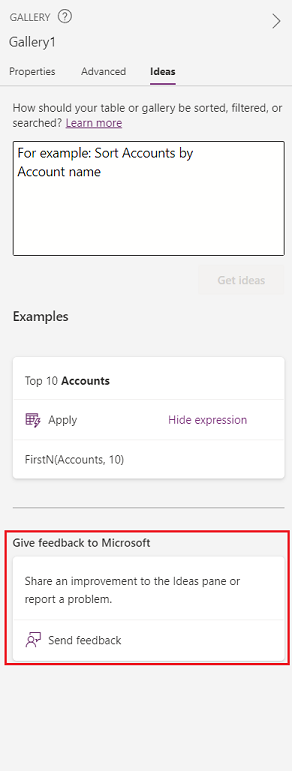 GALLERY ?
Gallery1
Properties Advanced Ideas
How should your table or gallery be sorted, filtered, or
searched? Learn more
For example: Sort Accounts by
Account name
Get ideas
Examples
Top 10 Accounts
Apply Hide expression
FirstN(Accounts, 10)
Give feedback to Microsoft
Share an improvement to the Ideas pane or
report a problem.
Send feedback